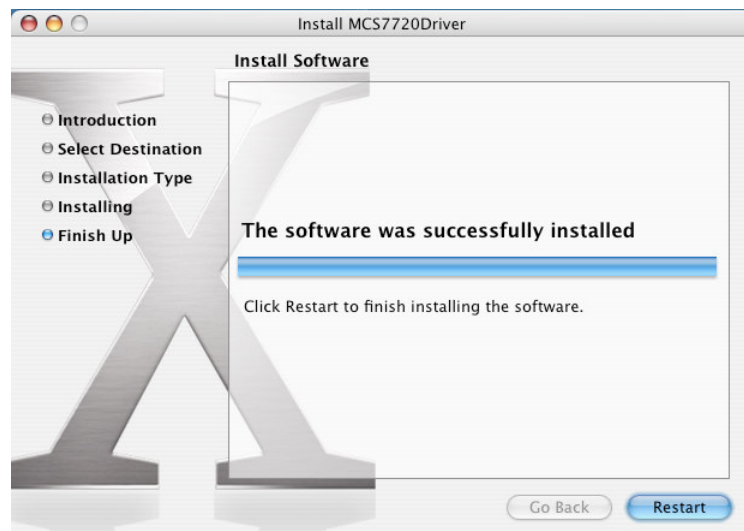 Install MCS7720Driver
Install Software
Introduction
Select Destination
Installation Type
Installing
Finish Up
The software was successfully installed
Click Restart to finish installing the software.
Go Back
Restart